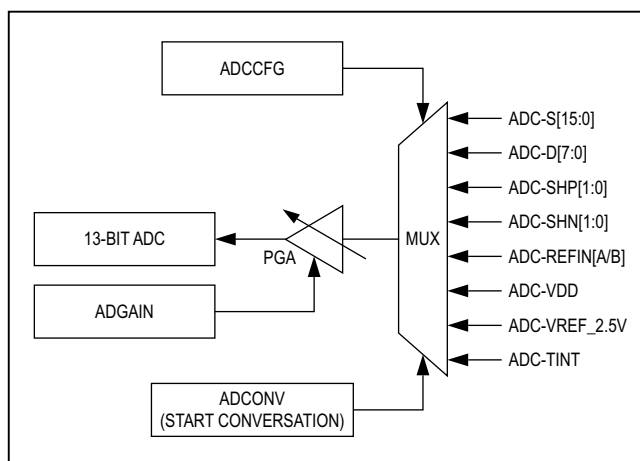 ADCCFG
ADC-S[15:0]
ADC-D[7:0]
ADC-SHP[1:0]
13-BIT ADC
PGA
MUX
ADC-SHN[1:0]
ADC-REFIN[A/B]
ADGAIN
ADC-VDD
ADC-VREF_2.5V
ADC-TINT
ADCONV
(START CONVERSATION)